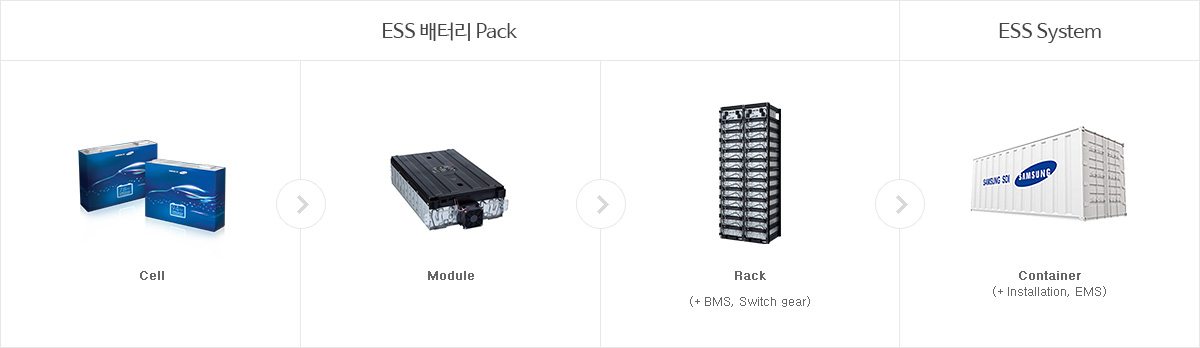 ESS 배터리 Pack
ESS System
SAMSUNG SDI
SAMSUNG
Cell
Module
Rack
(+ BMS, Switch gear)
Container
(+ Installation, EMS)